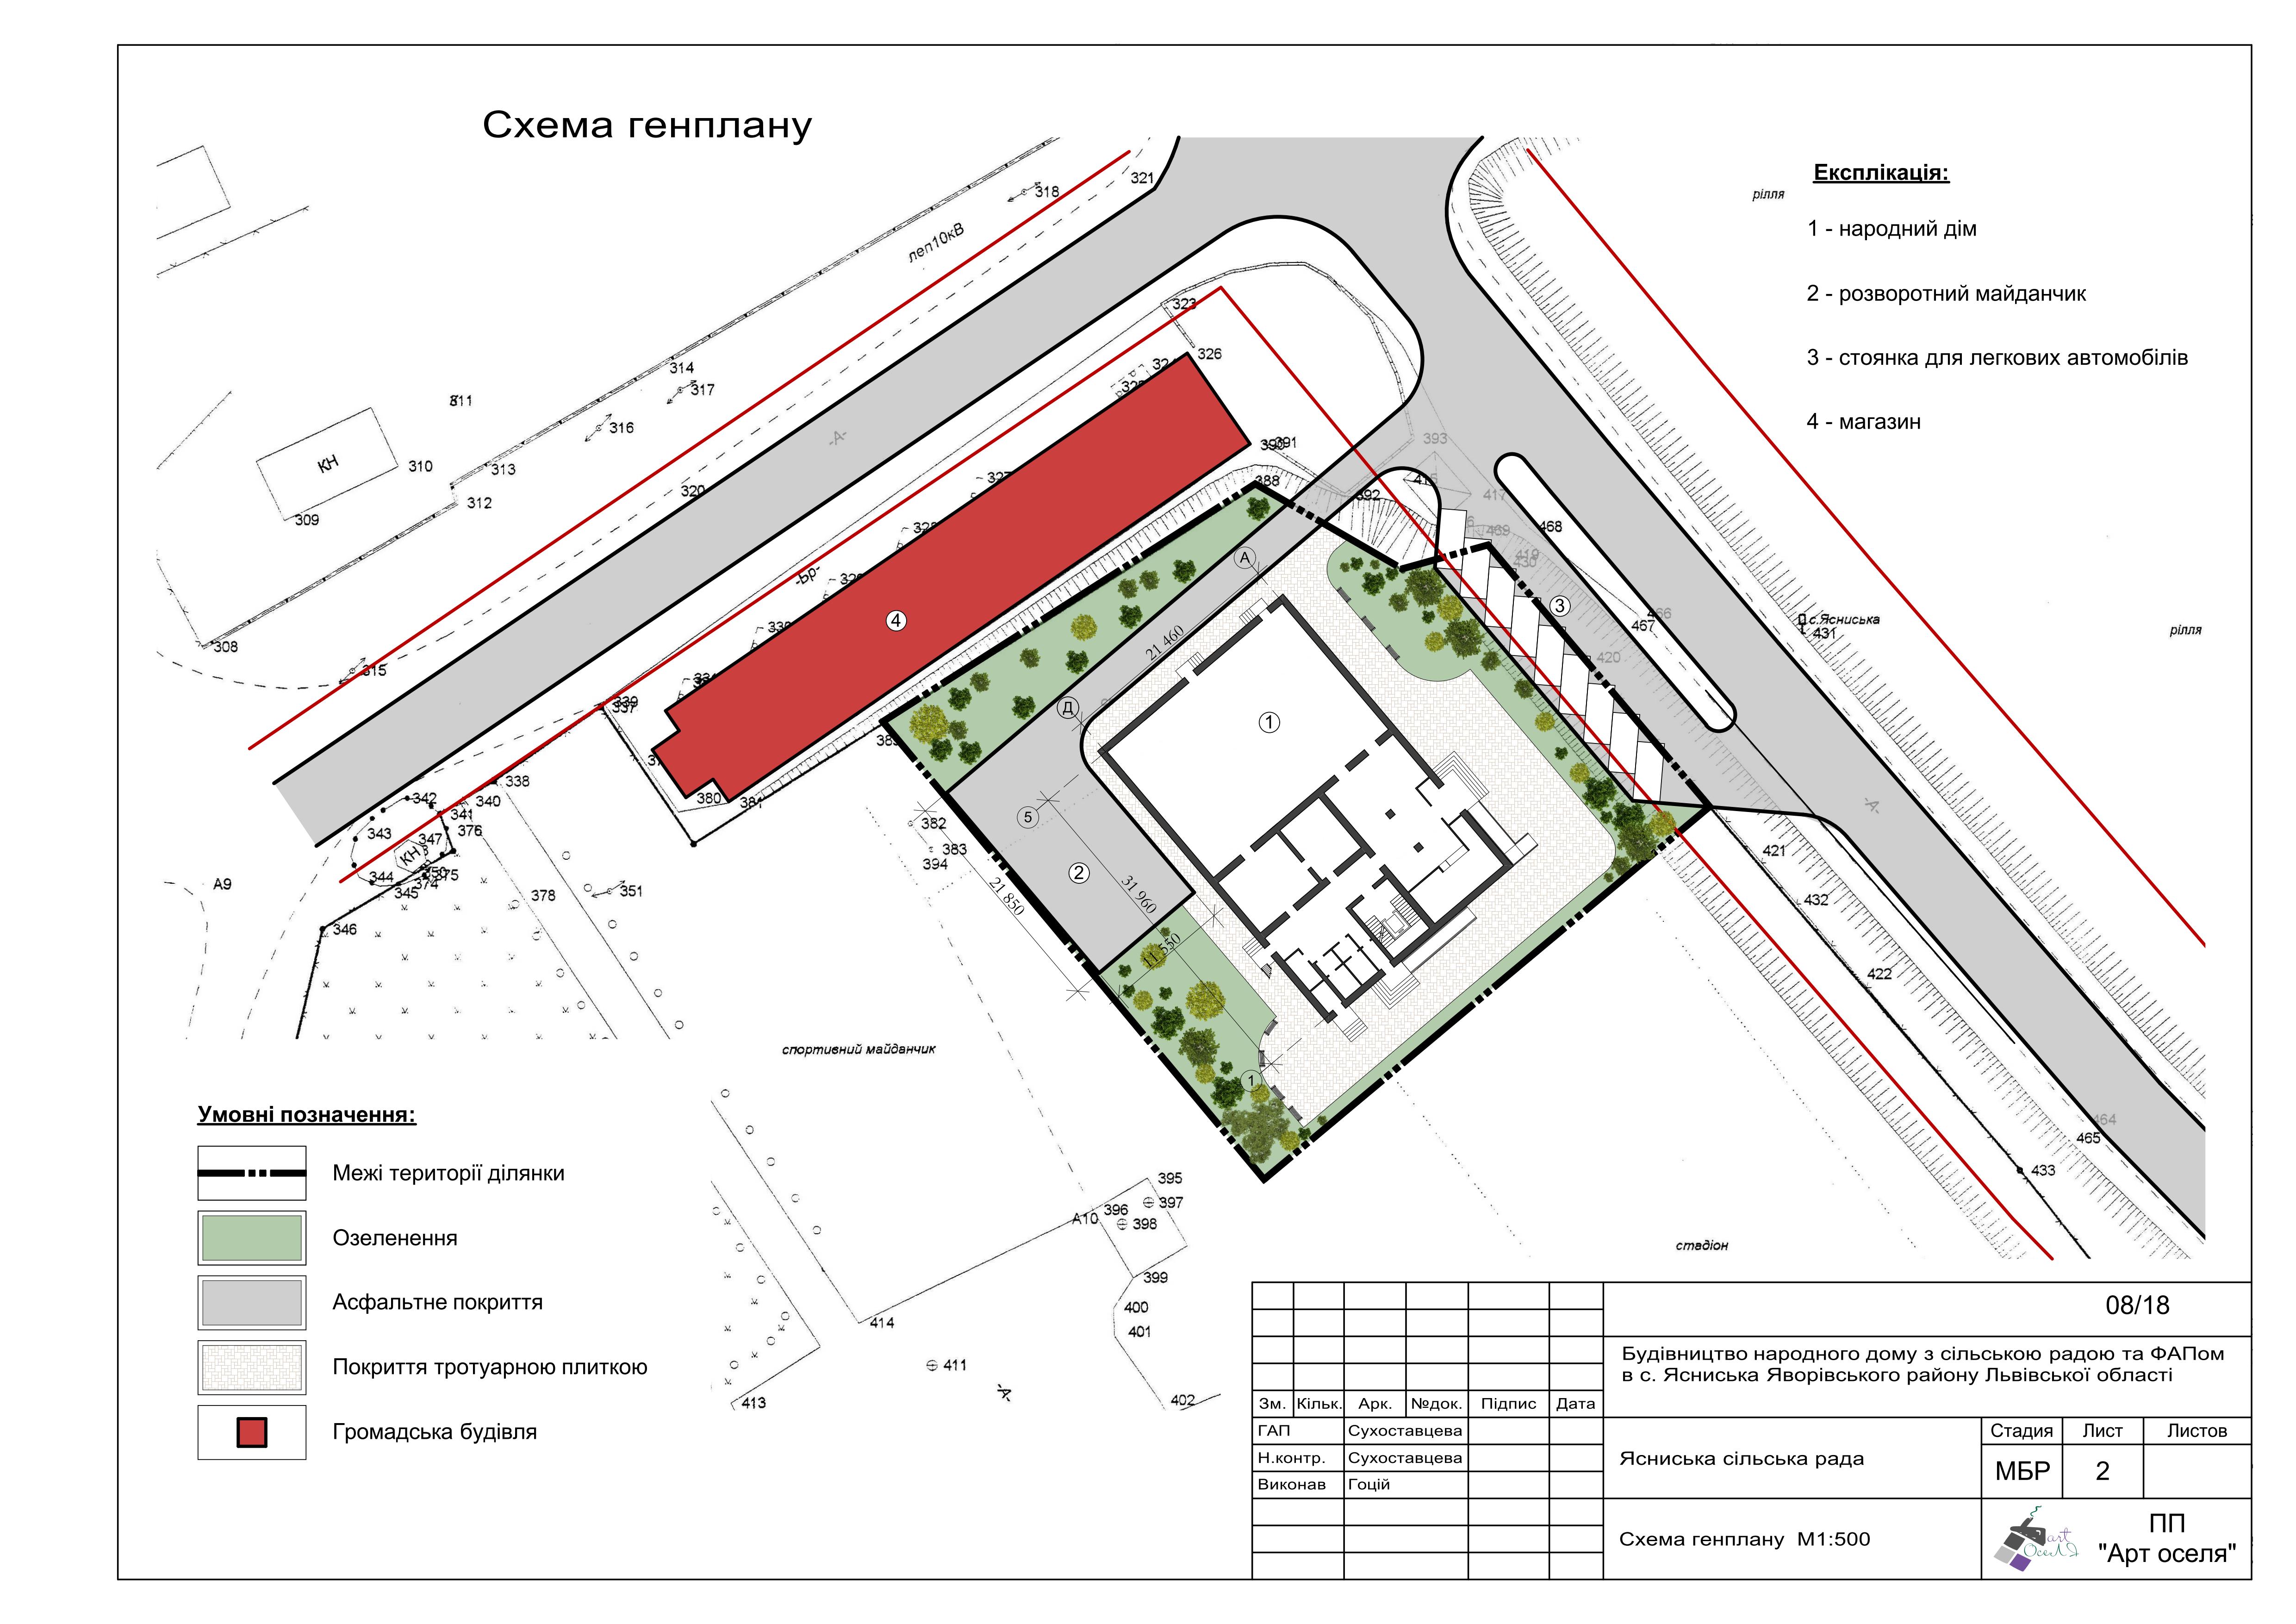 Схема генплану
Експлікація:
1 - народний дім
2 - розворотний майданчик
3 - стоянка для легкових автомобілів
4 - магазин
рілля
рілля
леп10кВ
318
321
323
326
314
317
316
311
313
312
310
309
КН
308
315
320
-А-
-Бр-
339
337
338
340
342
341
343
376
347
КН
344
345
374
375
346
А9
378
351
380
381
382
383
394
388
390
391
392
393
417
469
468
419
430
466
467
420
с.Ясниська
431
421
432
422
-А-
464
465
433
4
3
1
2
А
Д
5
1
21 460
31 960
21 850
11 550
спортивний майданчик
стадіон
395
397
396
398
А10
399
400
401
402
414
411
413
-А-
Умовні позначення:
Межі території ділянки
Озеленення
Асфальтне покриття
Покриття тротуарною плиткою
Громадська будівля
08/18
Будівництво народного дому з сільською радою та ФАПом
в с. Ясниська Яворівського району Львівської області
Зм. Кільк. Арк. №док. Підпис Дата
ГАП Сухоставцева
Н.контр. Сухоставцева
Виконав Гоцій
Ясниська сільська рада
Стадия Лист Листов
МБР 2
Схема генплану М1:500
art
Оселя
ПП
"Арт оселя"